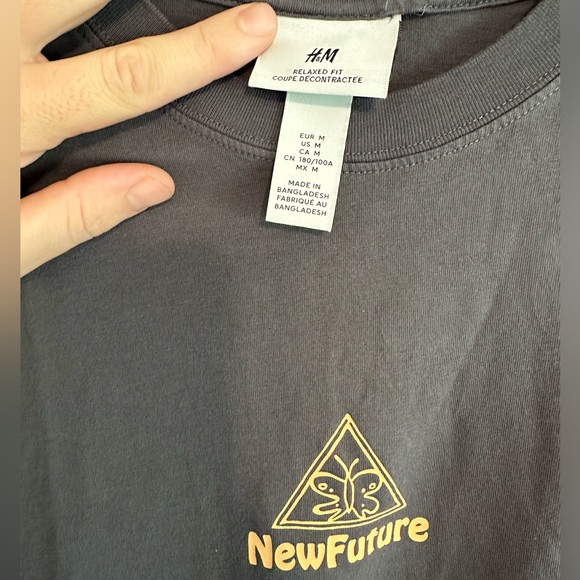 H&M
RELAXED FIT
COUPE DÉCONTRACTÉE
EUR M
US M
CA M
CN 180/100A
MX M
MADE IN
BANGLADESH
FABRIQUÉ AU
BANGLADESH
NewFuture